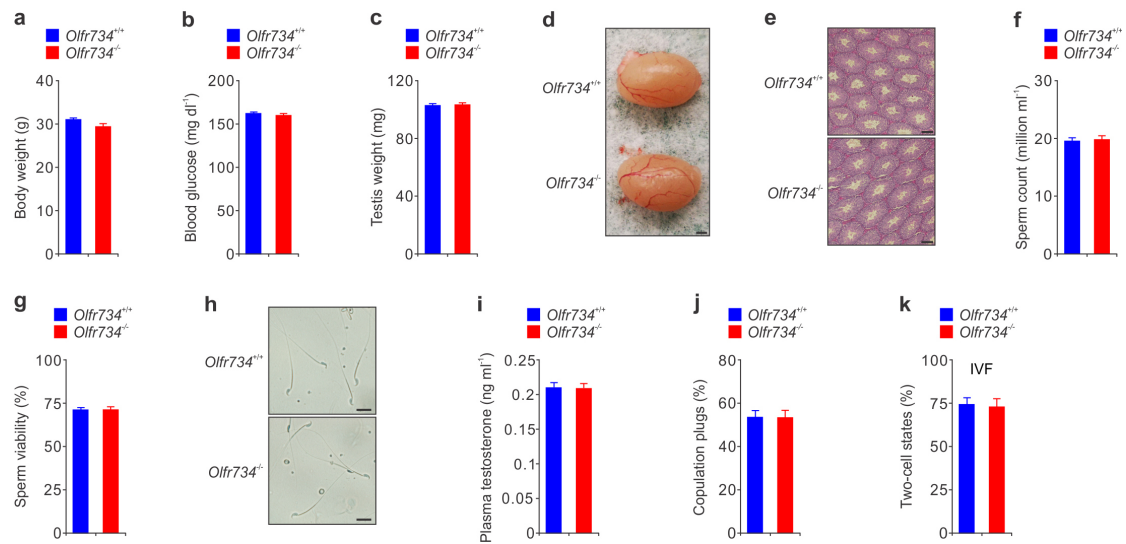 a
Olfr734+/+
Olfr734-/-
Body weight (g)
40
30
20
10
0
b
Olfr734+/+
Olfr734-/-
Blood glucose (mg dl-1)
200
150
100
50
0
c
Olfr734+/+
Olfr734-/-
Testis weight (mg)
120
80
40
0
d
Olfr734+/+
Olfr734-/-
e
Olfr734+/+
Olfr734-/-
f
Olfr734+/+
Olfr734-/-
Sperm count (million ml-1)
30
20
10
0
g
Olfr734+/+
Olfr734-/-
Sperm viability (%)
100
75
50
25
0
h
Olfr734+/+
Olfr734-/-
i
Olfr734+/+
Olfr734-/-
Plasma testosterone (ng ml-1)
0.25
0.2
0.15
0.1
0.05
0
j
Olfr734+/+
Olfr734-/-
Copulation plugs (%)
80
60
40
20
0
k
Olfr734+/+
Olfr734-/-
IVF
Two-cell states (%)
100
75
50
25
0